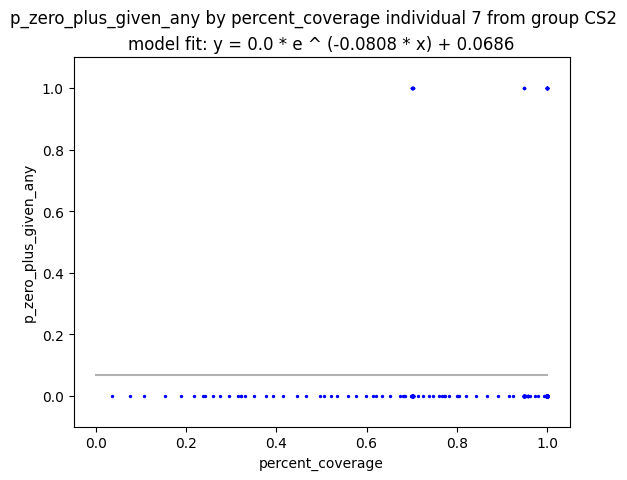 p_zero_plus_given_any by percent_coverage individual 7 from group CS2
model fit: y = 0.0 * e ^ (-0.0808 * x) + 0.0686
p_zero_plus_given_any
1.0
0.8
0.6
0.4
0.2
0.0
0.0 0.2 0.4 0.6 0.8 1.0
percent_coverage